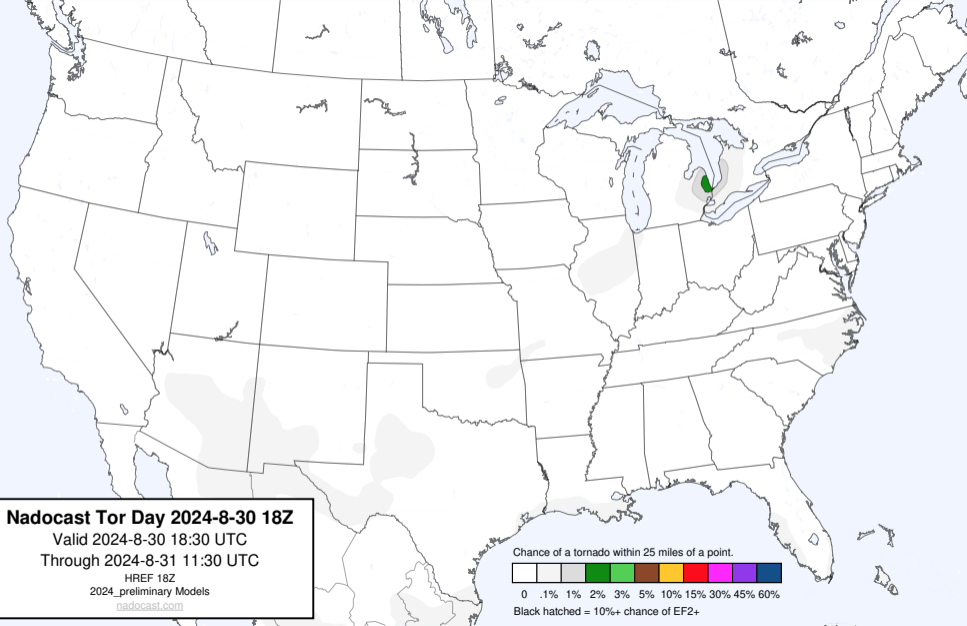 Nadocast Tor Day 2024-8-30 18Z
Valid 2024-8-30 18:30 UTC
Through 2024-8-31 11:30 UTC
HREF 18Z
2024_preliminary Models
nadocast.com
Chance of a tornado within 25 miles of a point.
0 .1% 1% 2% 3% 5% 10% 15% 30% 45% 60%
Black hatched = 10%+ chance of EF2+